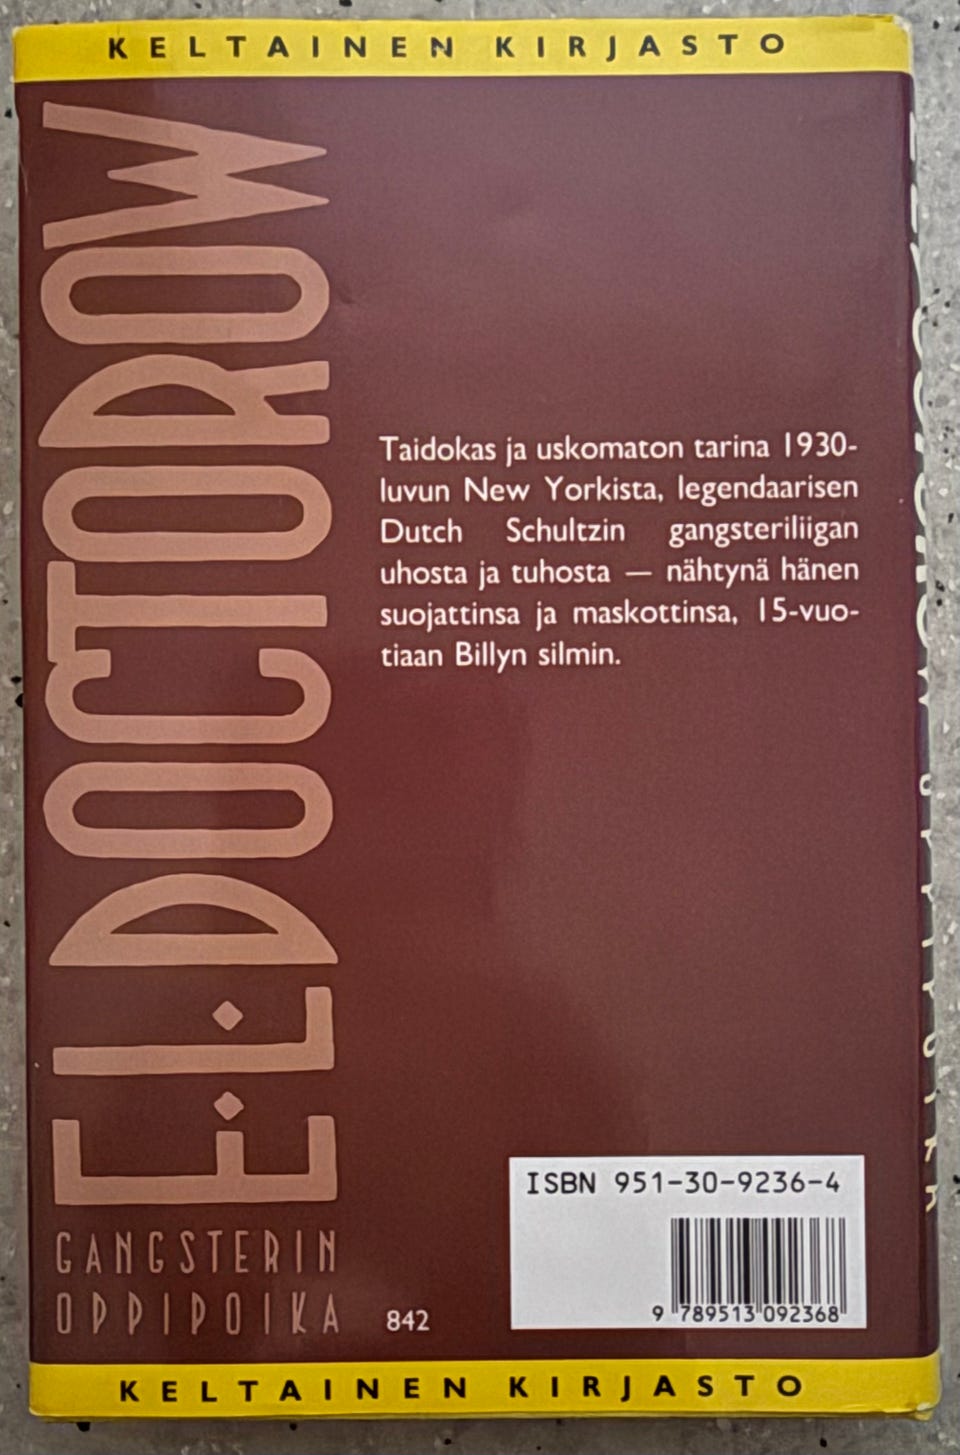 KELTAINEN KIRJASTO
E.L.DOCTOROW
Taidokas ja uskomaton tarina 1930-
luvun New Yorkista, legendaarisen
Dutch Schultzin gangsteriliigan
uhosta ja tuhosta — nähtynä hänen
suojattinsa ja maskottinsa, 15-vuo-
tiaan Billyn silmin.
GANGSTERIN
OPPIPOIKA
842
ISBN 951-30-9236-4
9 789513 092368
KELTAINEN KIRJASTO